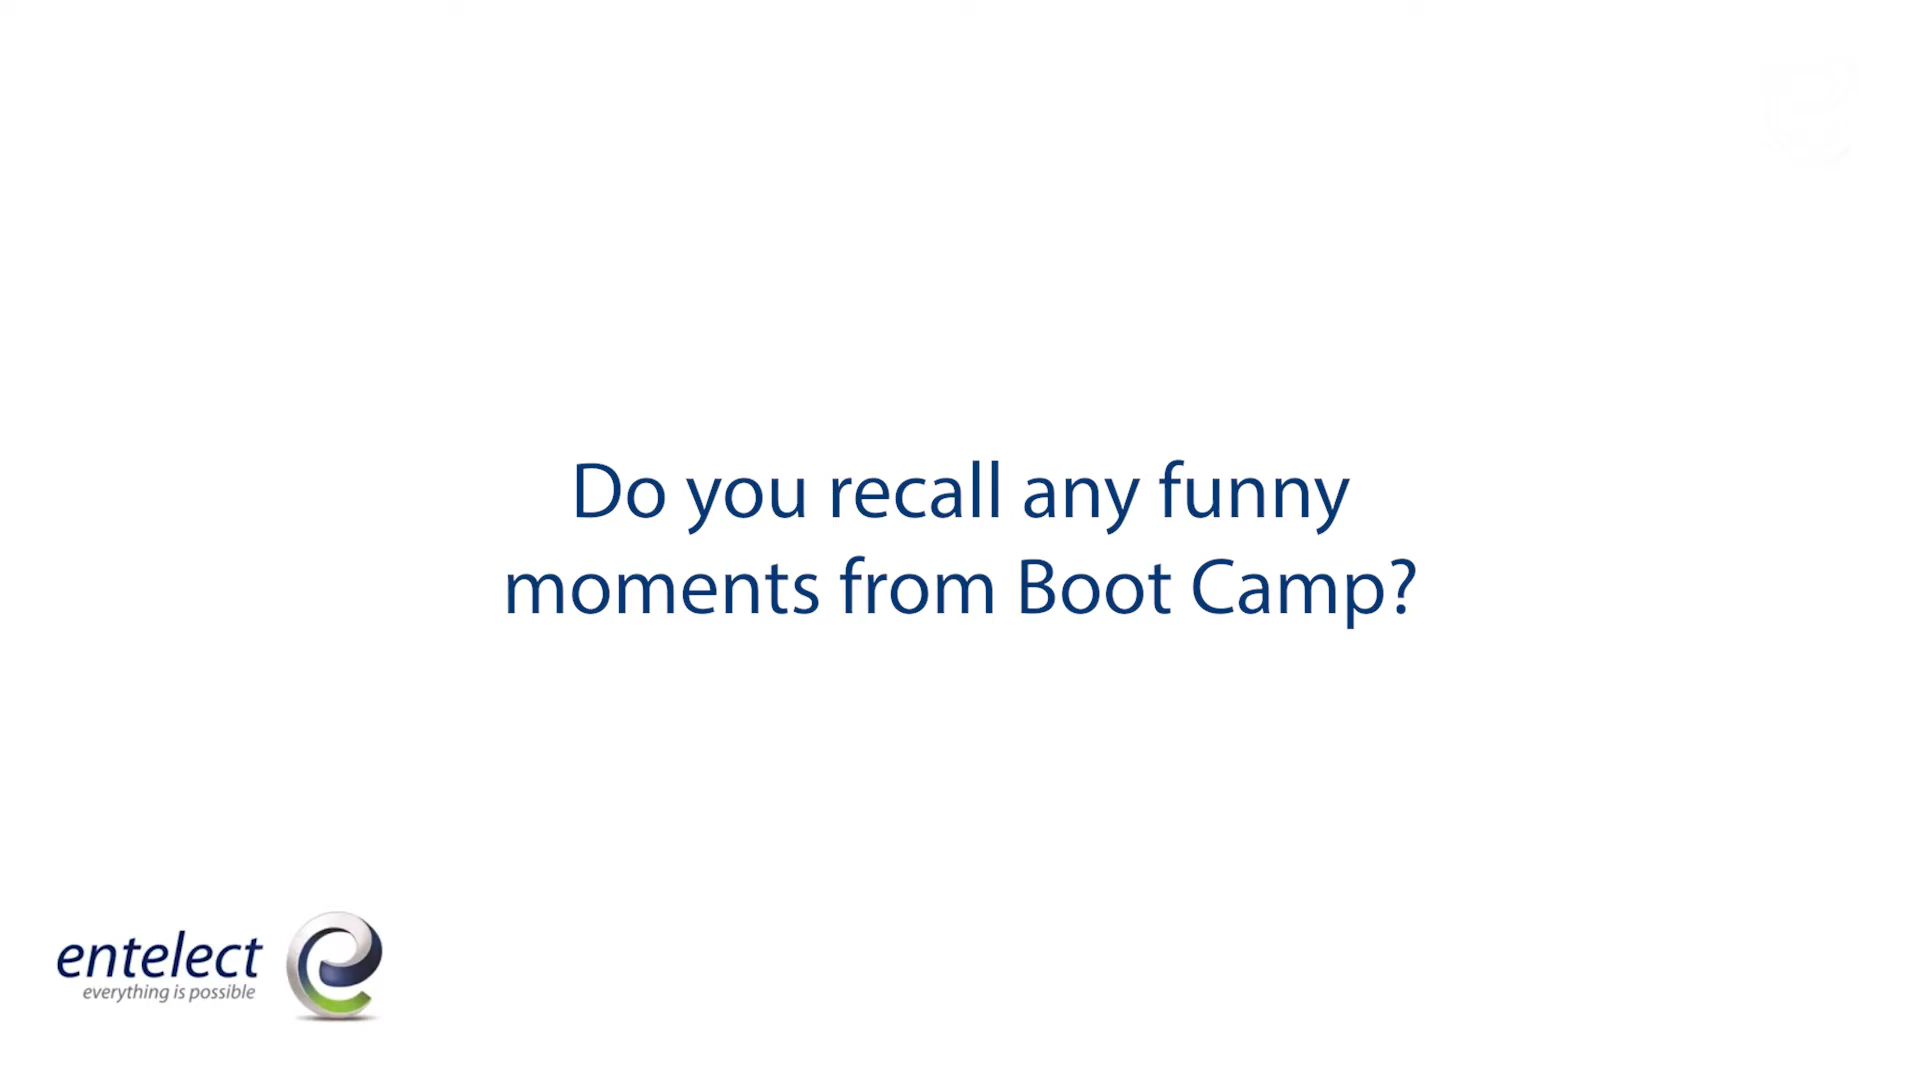 Do you recall any funny
moments from Boot Camp?
entelect
everything is possible